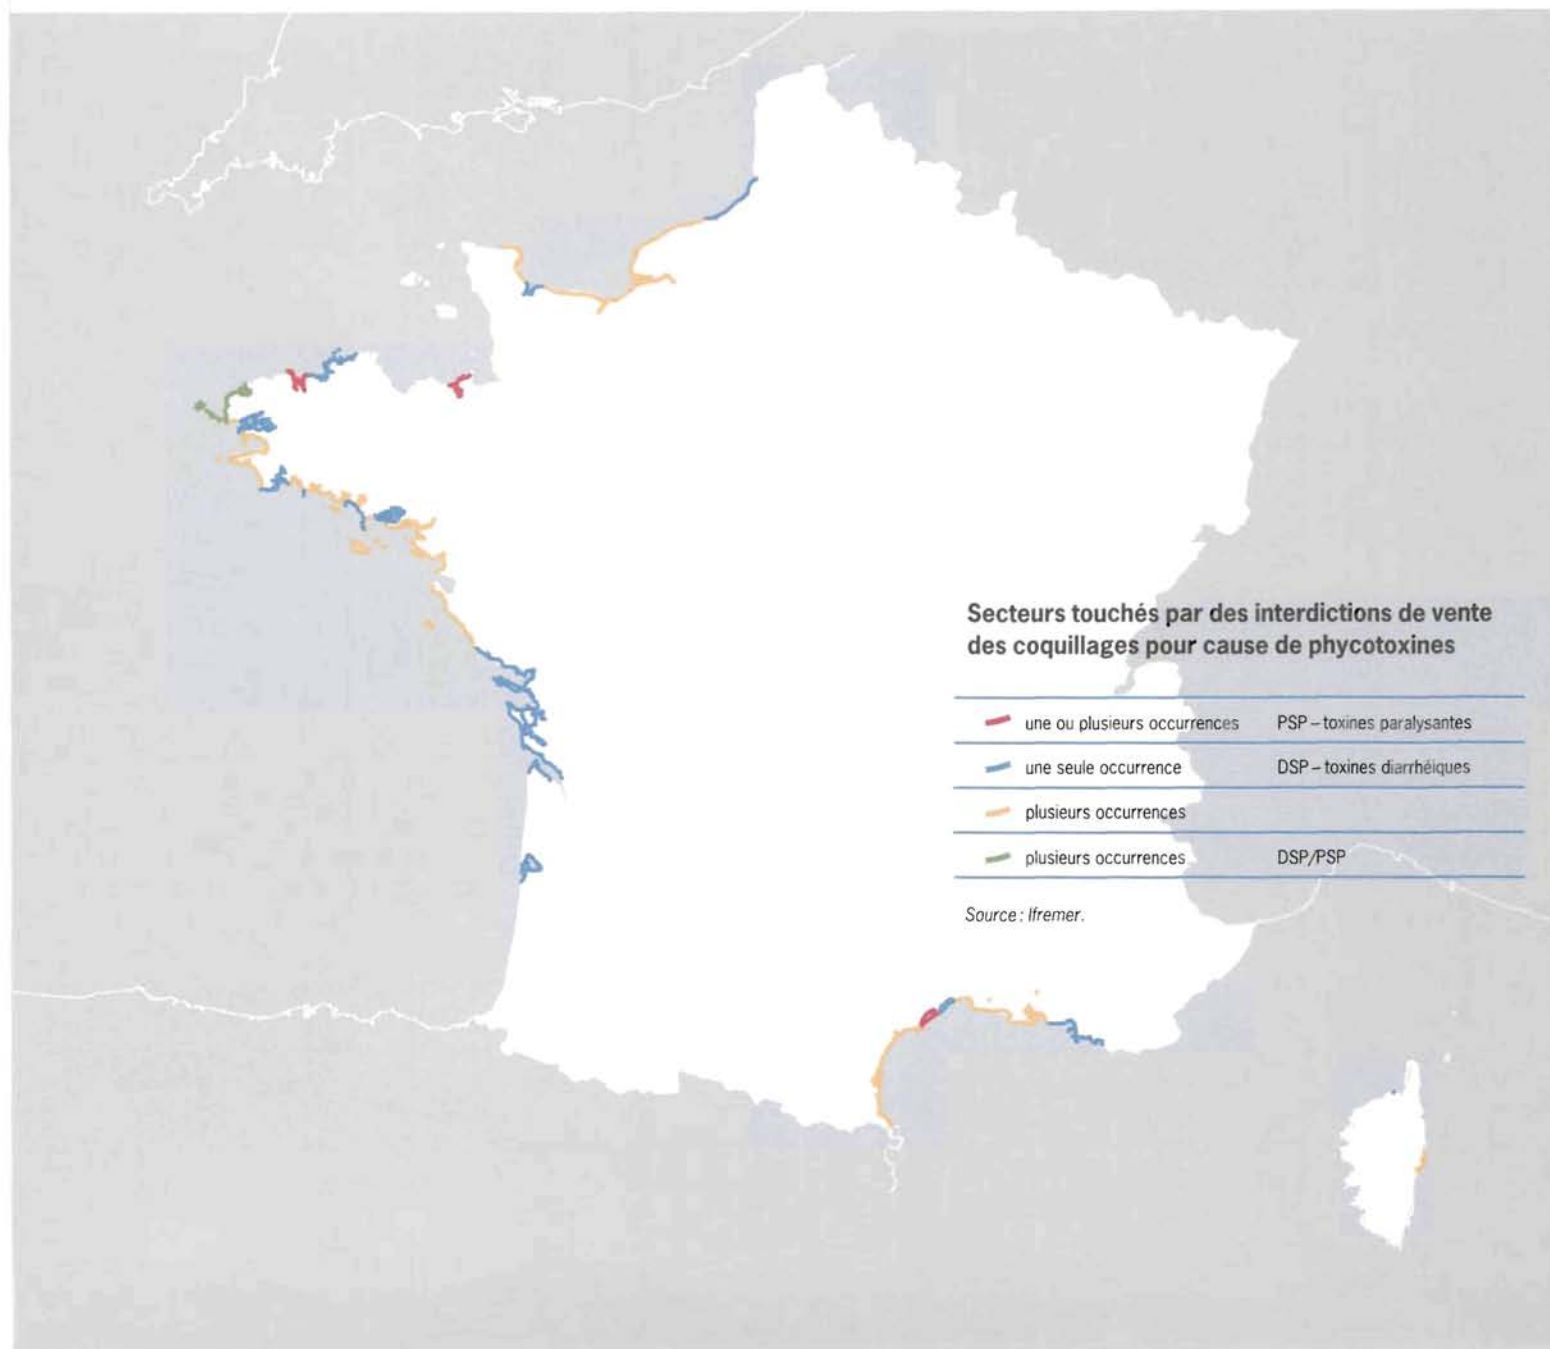 Secteurs touchés par des interdictions de vente
des coquillages pour cause de phycotoxines
une ou plusieurs occurrences PSP – toxines paralysantes
une seule occurrence DSP – toxines diarrhéiques
plusieurs occurrences
plusieurs occurrences DSP/PSP
Source : Ifremer.